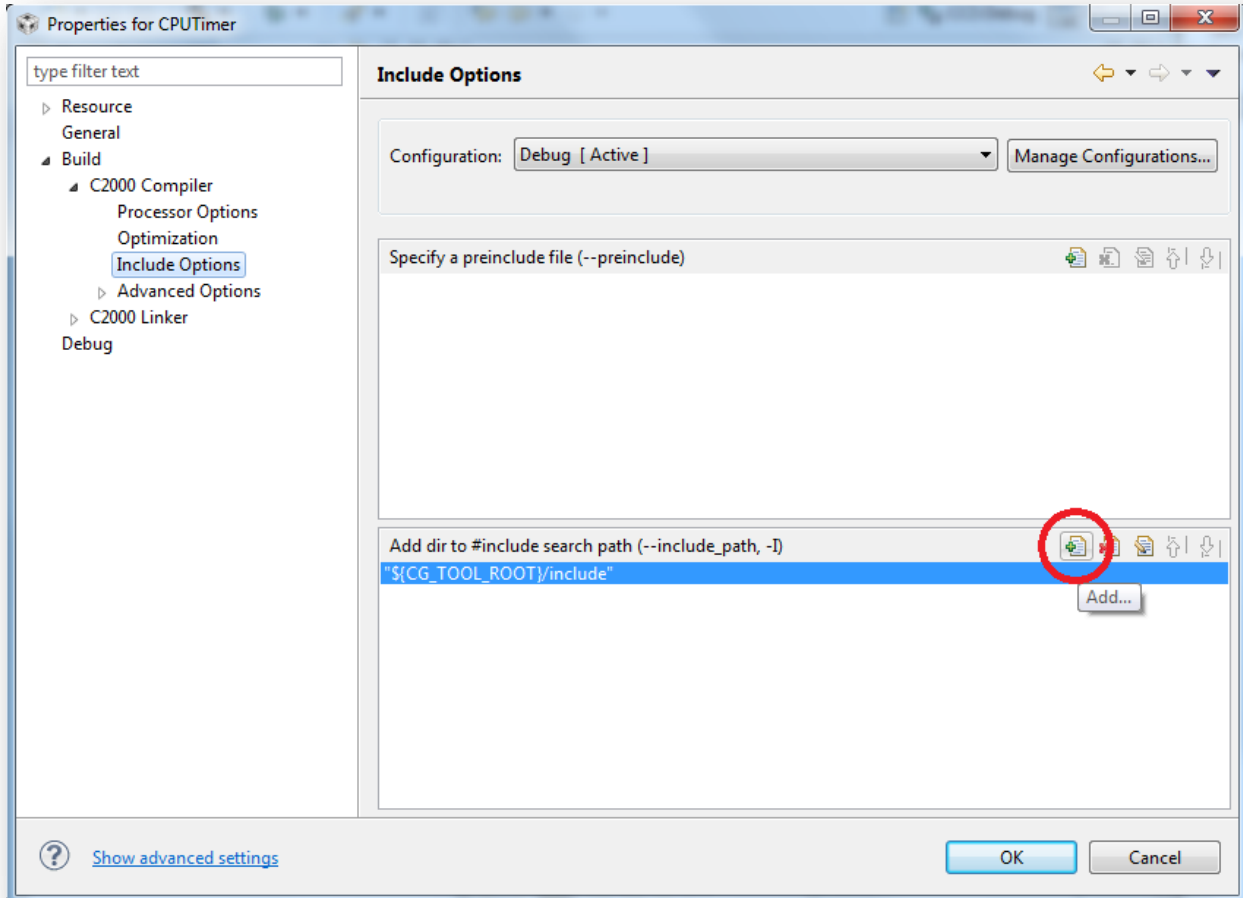 Properties for CPUTimer
type filter text
Resource
General
Build
C2000 Compiler
Processor Options
Optimization
Include Options
Advanced Options
C2000 Linker
Debug
Include Options
Configuration: Debug [ Active ] Manage Configurations...
Specify a preinclude file (--preinclude)
Add dir to #include search path (--include_path, -I)
"${CG_TOOL_ROOT}/include"
Add...
Show advanced settings
OK Cancel